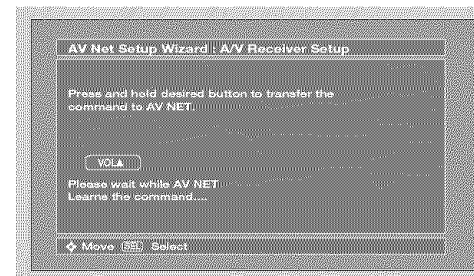 AV Net Setup Wizard : A/V Receiver Setup
Press and hold desired button to transfer the
command to AV NET.
VOL▲
Please wait while AV NET
Learns the command....
Move SEL Select